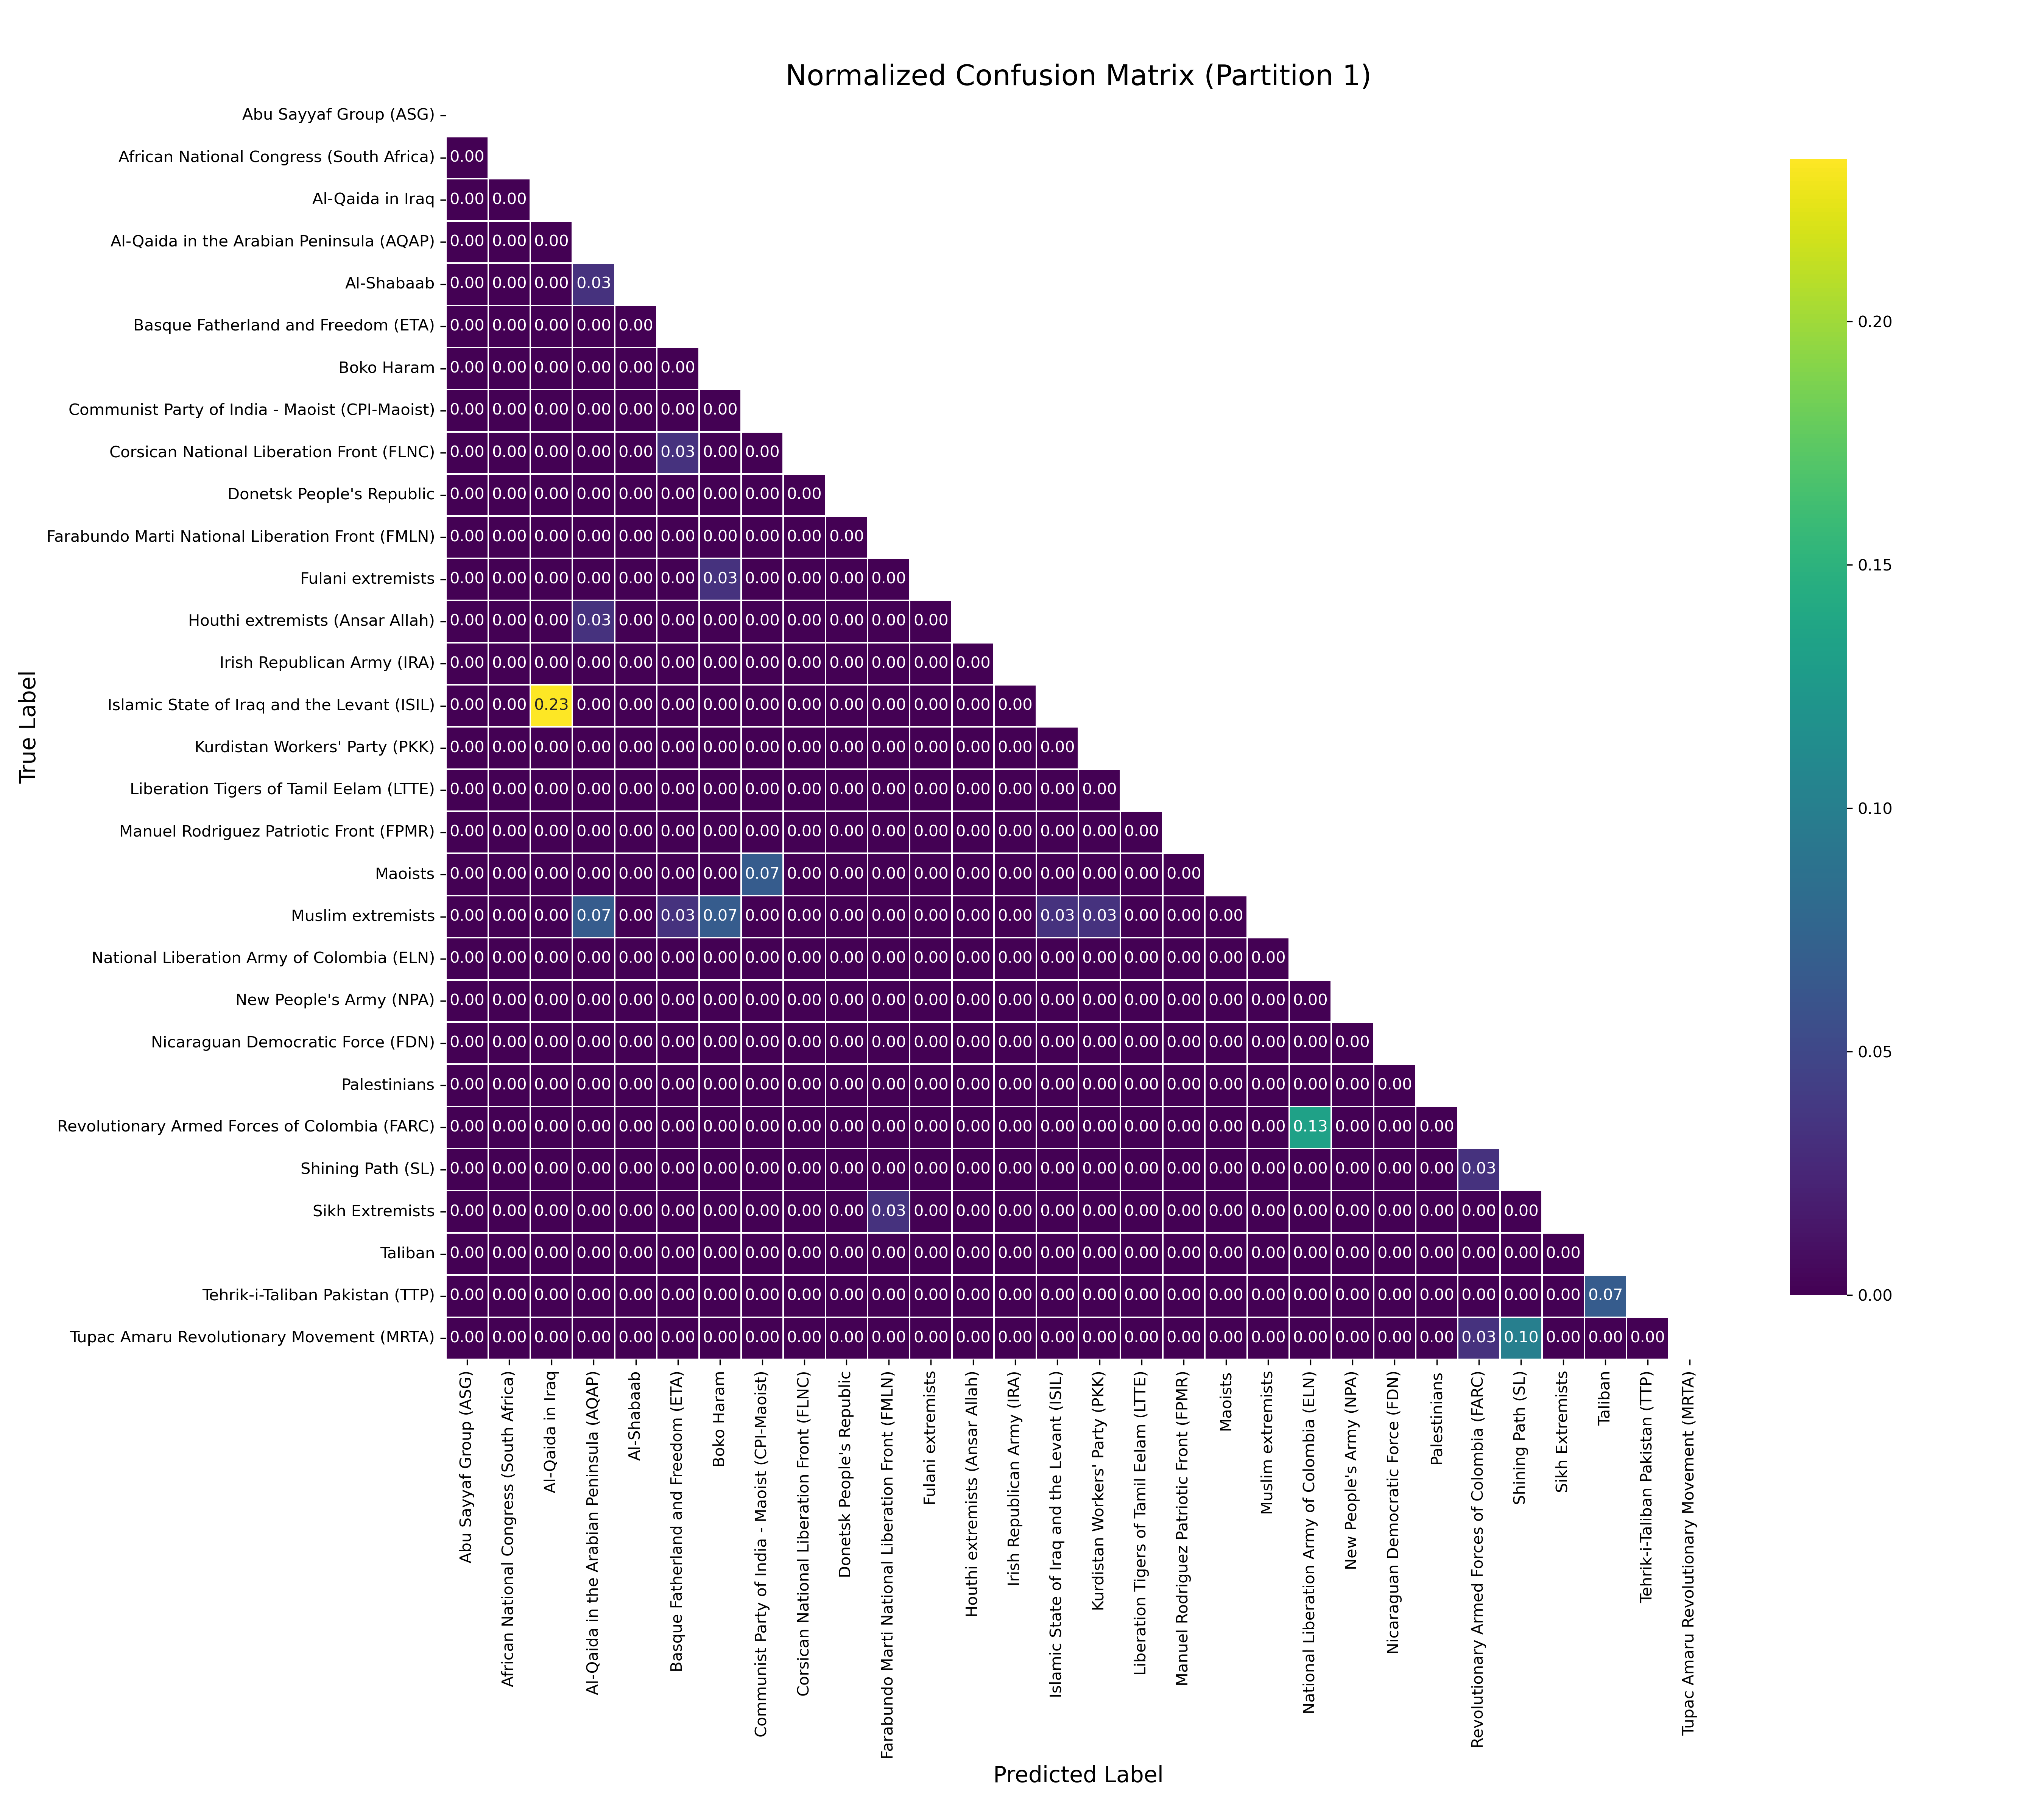 Normalized Confusion Matrix (Partition 1)
Abu Sayyaf Group (ASG)
African National Congress (South Africa) 0.00
Al-Qaida in Iraq 0.00 0.00
Al-Qaida in the Arabian Peninsula (AQAP) 0.00 0.00 0.00
Al-Shabaab 0.00 0.00 0.00 0.03
Basque Fatherland and Freedom (ETA) 0.00 0.00 0.00 0.00 0.00
Boko Haram 0.00 0.00 0.00 0.00 0.00 0.00
Communist Party of India - Maoist (CPI-Maoist) 0.00 0.00 0.00 0.00 0.00 0.00 0.00
Corsican National Liberation Front (FLNC) 0.00 0.00 0.00 0.00 0.00 0.03 0.00 0.00
Donetsk People's Republic 0.00 0.00 0.00 0.00 0.00 0.00 0.00 0.00 0.00
Farabundo Marti National Liberation Front (FMLN) 0.00 0.00 0.00 0.00 0.00 0.00 0.00 0.00 0.00 0.00
Fulani extremists 0.00 0.00 0.00 0.00 0.00 0.00 0.03 0.00 0.00 0.00 0.00
Houthi extremists (Ansar Allah) 0.00 0.00 0.00 0.03 0.00 0.00 0.00 0.00 0.00 0.00 0.00 0.00
Irish Republican Army (IRA) 0.00 0.00 0.00 0.00 0.00 0.00 0.00 0.00 0.00 0.00 0.00 0.00 0.00
Islamic State of Iraq and the Levant (ISIL) 0.00 0.00 0.23 0.00 0.00 0.00 0.00 0.00 0.00 0.00 0.00 0.00 0.00 0.00
Kurdistan Workers' Party (PKK) 0.00 0.00 0.00 0.00 0.00 0.00 0.00 0.00 0.00 0.00 0.00 0.00 0.00 0.00 0.00
Liberation Tigers of Tamil Eelam (LTTE) 0.00 0.00 0.00 0.00 0.00 0.00 0.00 0.00 0.00 0.00 0.00 0.00 0.00 0.00 0.00 0.00
Manuel Rodriguez Patriotic Front (FPMR) 0.00 0.00 0.00 0.00 0.00 0.00 0.00 0.00 0.00 0.00 0.00 0.00 0.00 0.00 0.00 0.00 0.00
Maoists 0.00 0.00 0.00 0.00 0.00 0.00 0.00 0.07 0.00 0.00 0.00 0.00 0.00 0.00 0.00 0.00 0.00 0.00
Muslim extremists 0.00 0.00 0.00 0.07 0.00 0.03 0.07 0.00 0.00 0.00 0.00 0.00 0.00 0.00 0.03 0.03 0.00 0.00 0.00
National Liberation Army of Colombia (ELN) 0.00 0.00 0.00 0.00 0.00 0.00 0.00 0.00 0.00 0.00 0.00 0.00 0.00 0.00 0.00 0.00 0.00 0.00 0.00 0.00
New People's Army (NPA) 0.00 0.00 0.00 0.00 0.00 0.00 0.00 0.00 0.00 0.00 0.00 0.00 0.00 0.00 0.00 0.00 0.00 0.00 0.00 0.00 0.00
Nicaraguan Democratic Force (FDN) 0.00 0.00 0.00 0.00 0.00 0.00 0.00 0.00 0.00 0.00 0.00 0.00 0.00 0.00 0.00 0.00 0.00 0.00 0.00 0.00 0.00 0.00
Palestinians 0.00 0.00 0.00 0.00 0.00 0.00 0.00 0.00 0.00 0.00 0.00 0.00 0.00 0.00 0.00 0.00 0.00 0.00 0.00 0.00 0.00 0.00 0.00
Revolutionary Armed Forces of Colombia (FARC) 0.00 0.00 0.00 0.00 0.00 0.00 0.00 0.00 0.00 0.00 0.00 0.00 0.00 0.00 0.00 0.00 0.00 0.00 0.00 0.00 0.13 0.00 0.00 0.00
Shining Path (SL) 0.00 0.00 0.00 0.00 0.00 0.00 0.00 0.00 0.00 0.00 0.00 0.00 0.00 0.00 0.00 0.00 0.00 0.00 0.00 0.00 0.00 0.00 0.00 0.00 0.03
Sikh Extremists 0.00 0.00 0.00 0.00 0.00 0.00 0.00 0.00 0.00 0.00 0.03 0.00 0.00 0.00 0.00 0.00 0.00 0.00 0.00 0.00 0.00 0.00 0.00 0.00 0.00 0.00
Taliban 0.00 0.00 0.00 0.00 0.00 0.00 0.00 0.00 0.00 0.00 0.00 0.00 0.00 0.00 0.00 0.00 0.00 0.00 0.00 0.00 0.00 0.00 0.00 0.00 0.00 0.00 0.00
Tehrik-i-Taliban Pakistan (TTP) 0.00 0.00 0.00 0.00 0.00 0.00 0.00 0.00 0.00 0.00 0.00 0.00 0.00 0.00 0.00 0.00 0.00 0.00 0.00 0.00 0.00 0.00 0.00 0.00 0.00 0.00 0.00 0.07
Tupac Amaru Revolutionary Movement (MRTA) 0.00 0.00 0.00 0.00 0.00 0.00 0.00 0.00 0.00 0.00 0.00 0.00 0.00 0.00 0.00 0.00 0.00 0.00 0.00 0.00 0.00 0.00 0.00 0.00 0.03 0.10 0.00 0.00 0.00
True Label
Abu Sayyaf Group (ASG)
African National Congress (South Africa)
Al-Qaida in Iraq
Al-Qaida in the Arabian Peninsula (AQAP)
Al-Shabaab
Basque Fatherland and Freedom (ETA)
Boko Haram
Communist Party of India - Maoist (CPI-Maoist)
Corsican National Liberation Front (FLNC)
Donetsk People's Republic
Farabundo Marti National Liberation Front (FMLN)
Fulani extremists
Houthi extremists (Ansar Allah)
Irish Republican Army (IRA)
Islamic State of Iraq and the Levant (ISIL)
Kurdistan Workers' Party (PKK)
Liberation Tigers of Tamil Eelam (LTTE)
Manuel Rodriguez Patriotic Front (FPMR)
Maoists
Muslim extremists
National Liberation Army of Colombia (ELN)
New People's Army (NPA)
Nicaraguan Democratic Force (FDN)
Palestinians
Revolutionary Armed Forces of Colombia (FARC)
Shining Path (SL)
Sikh Extremists
Taliban
Tehrik-i-Taliban Pakistan (TTP)
Tupac Amaru Revolutionary Movement (MRTA)
Predicted Label
0.20
0.15
0.10
0.05
0.00